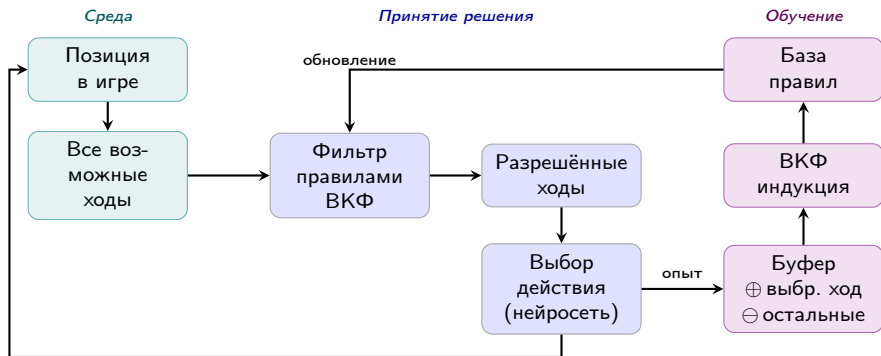 Среда
Принятие решения
Обучение
Позиция
в игре
Все воз-
можные
ходы
обновление
Фильтр
правилами
ВКФ
Разрешённые
ходы
Выбор
действия
(нейросеть)
опыт
База
правил
ВКФ
индукция
Буфер
⊕ выбр. ход
⊖ остальные